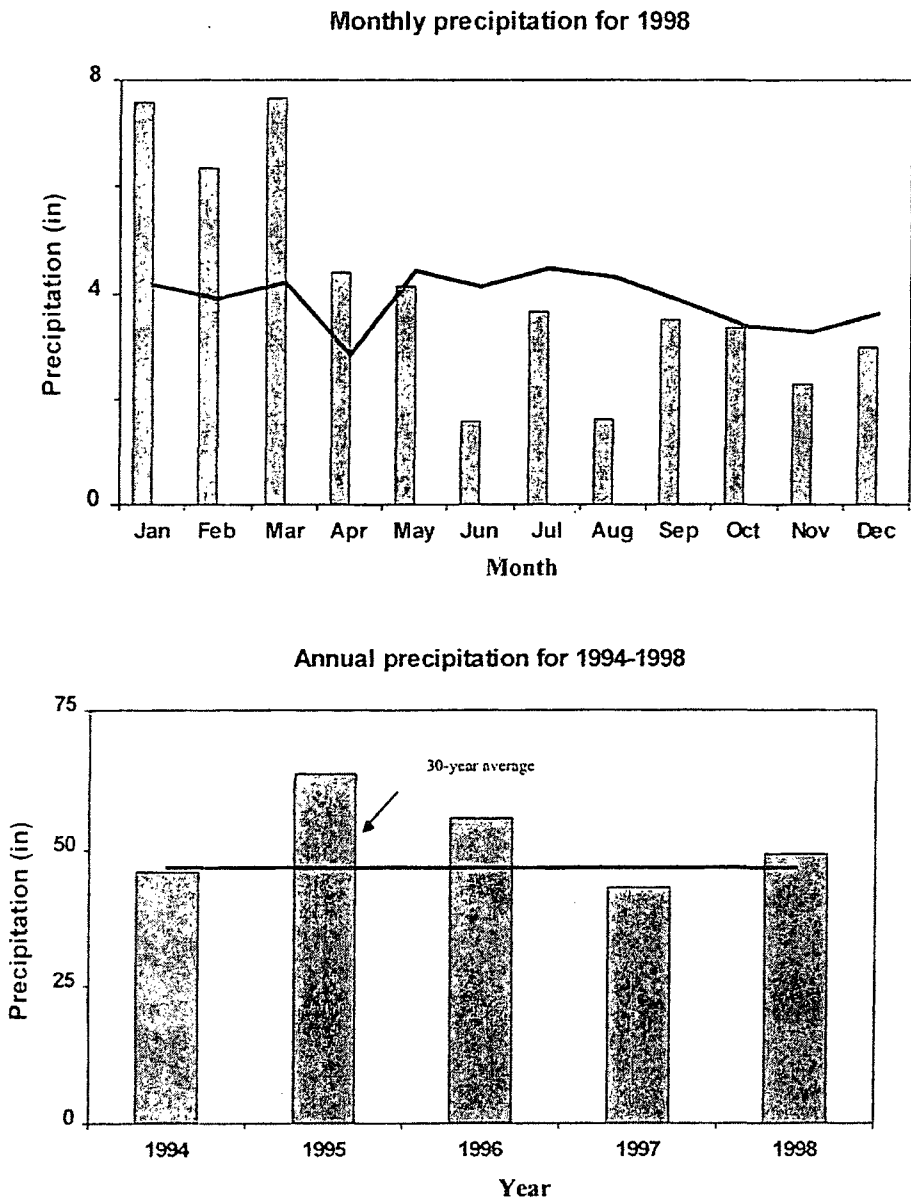 Monthly precipitation for 1998
8
4
0
Precipitation (in)
Jan Feb Mar Apr May Jun Jul Aug Sep Oct Nov Dec
Month
Annual precipitation for 1994-1998
75
50
25
0
Precipitation (in)
30-year average
1994 1995 1996 1997 1998
Year